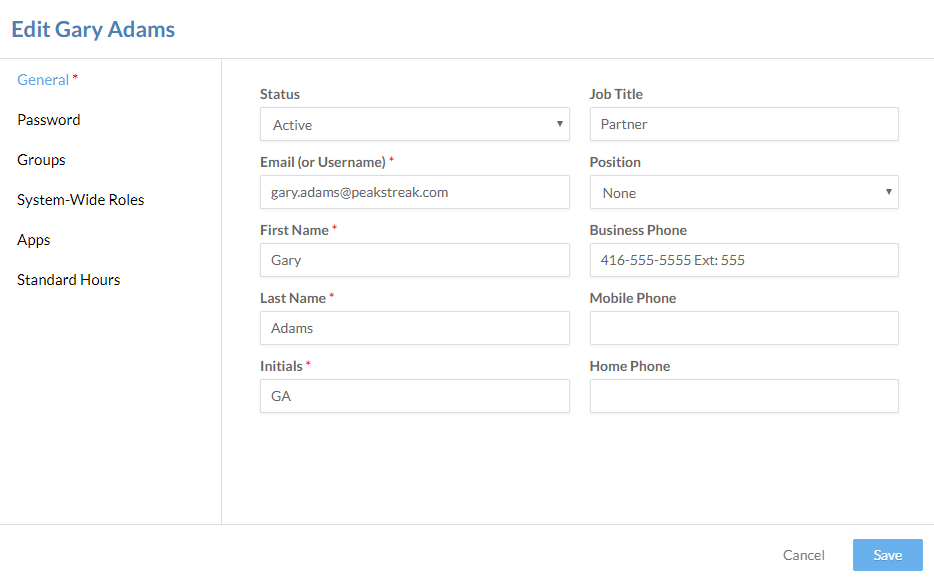 Edit Gary Adams
General *
Password
Groups
System-Wide Roles
Apps
Standard Hours
Status
Active
Email (or Username) *
gary.adams@peakstreak.com
First Name *
Gary
Last Name *
Adams
Initials *
GA
Job Title
Partner
Position
None
Business Phone
416-555-5555 Ext: 555
Mobile Phone
Home Phone
Cancel
Save